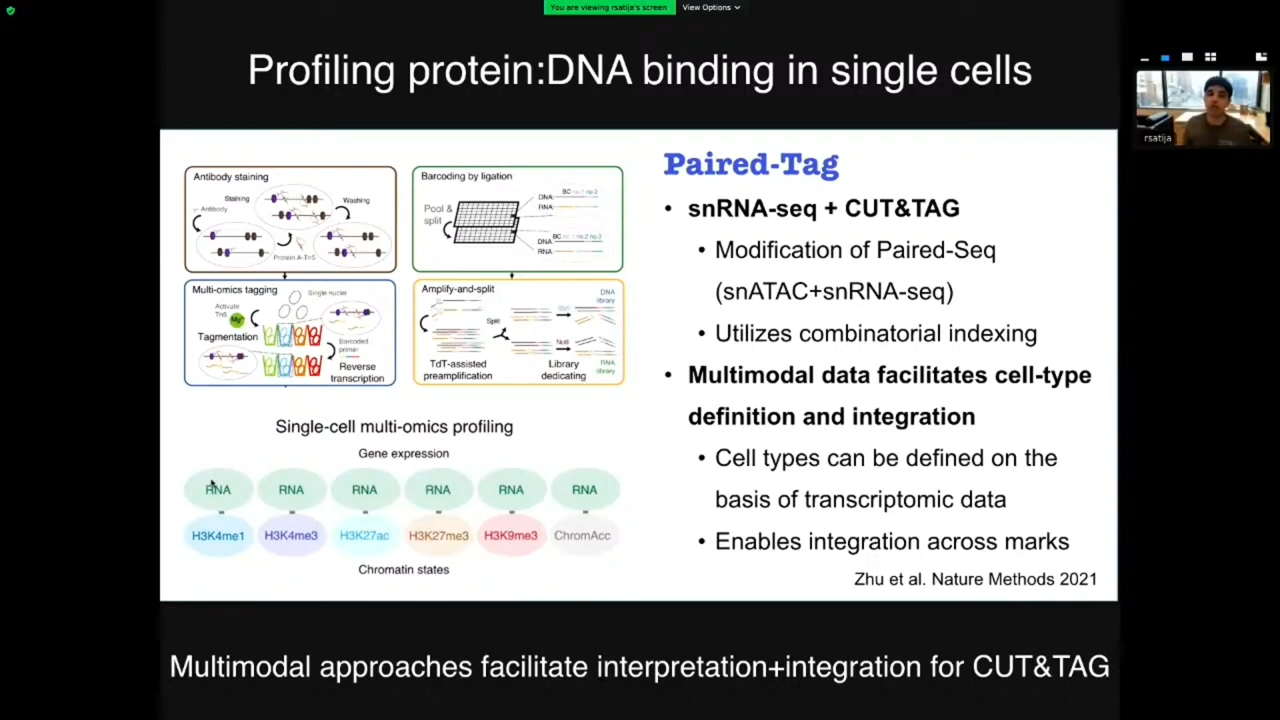 You are viewing rsatija's screen
View Options
Profiling protein:DNA binding in single cells
rsatija
Antibody staining
Staining
Washing
Antibody
Protein A-Tn5
Barcoding by ligation
Pool &
split
DNA:
RNA:
BC no.1 no.2
DNA
RNA
BC no.1 no.2 no.3
Multi-omics tagging
Single nuclei
Activate
Tn5
Mg
Tagmentation
Barcoded
primer
Reverse
transcription
Amplify-and-split
DNA
library
Split
NotI
TdT-assisted
preamplification
Library
dedicating
RNA
library
Single-cell multi-omics profiling
Gene expression
RNA RNA RNA RNA RNA RNA
H3K4me1 H3K4me3 H3K27ac H3K27me3 H3K9me3 ChromAcc
Chromatin states
Paired-Tag
• snRNA-seq + CUT&TAG
• Modification of Paired-Seq
(snATAC+snRNA-seq)
• Utilizes combinatorial indexing
• Multimodal data facilitates cell-type
definition and integration
• Cell types can be defined on the
basis of transcriptomic data
• Enables integration across marks
Zhu et al. Nature Methods 2021
Multimodal approaches facilitate interpretation+integration for CUT&TAG